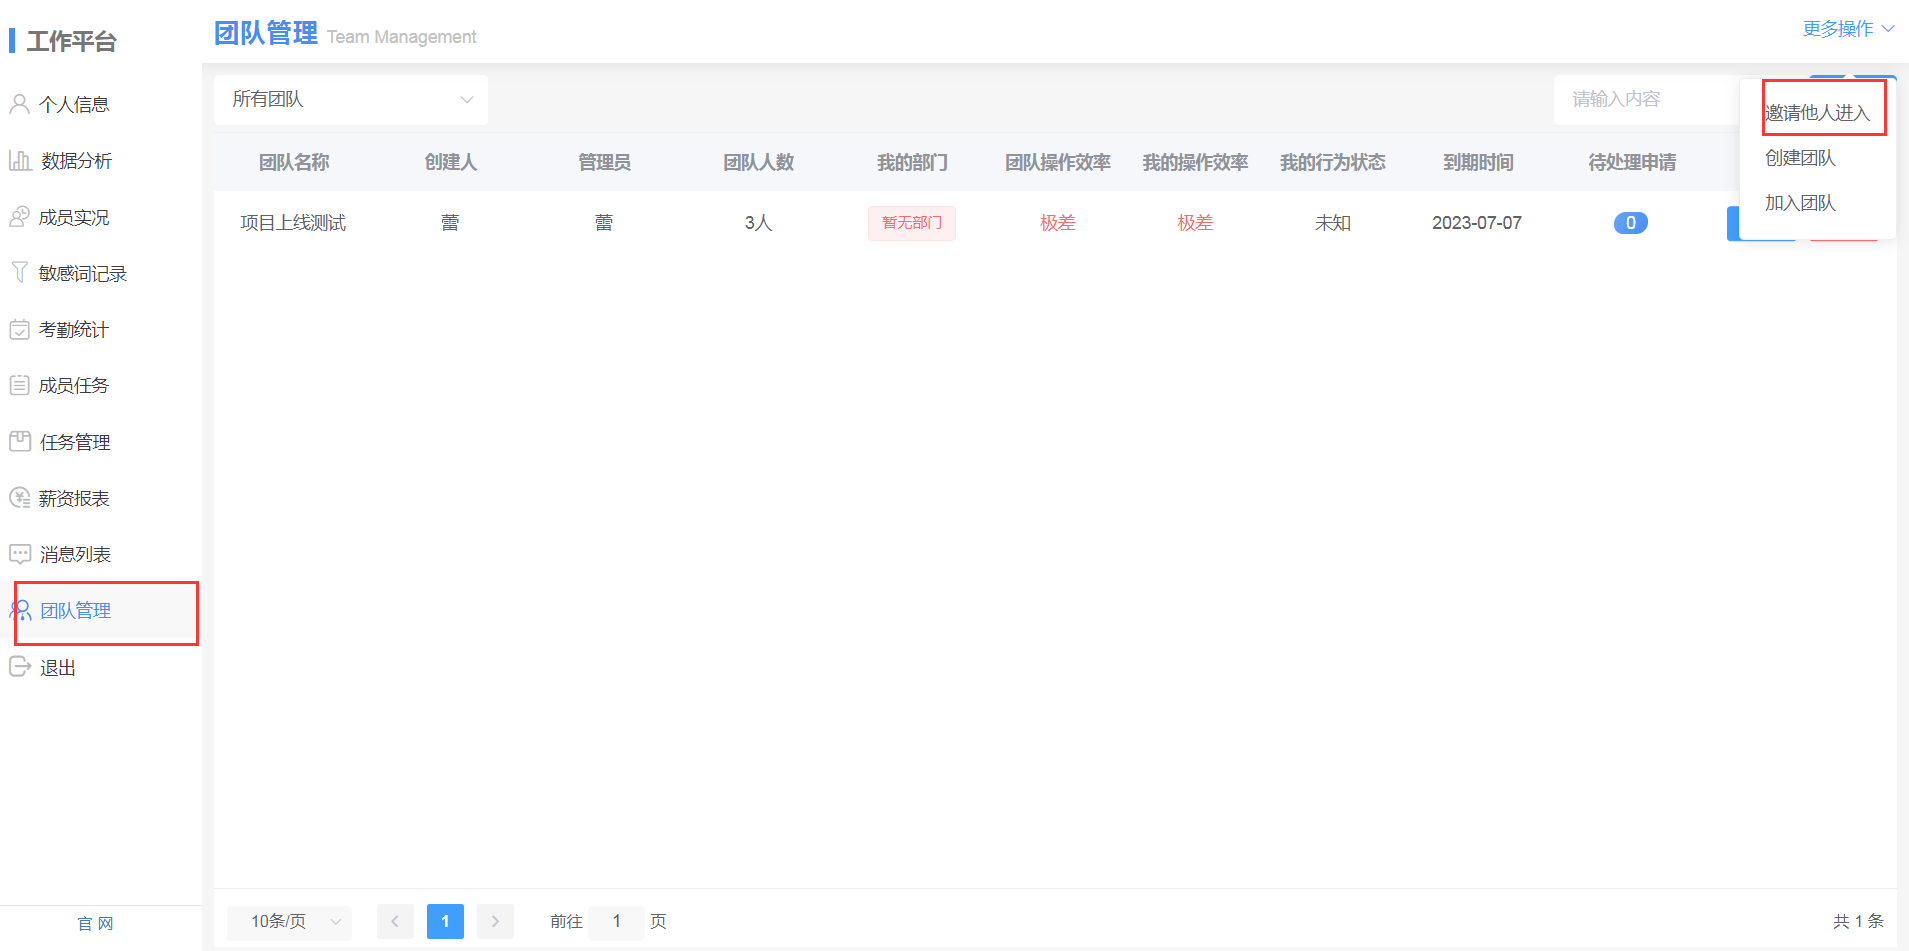 工作平台
个人信息
数据分析
成员实况
敏感词记录
考勤统计
成员任务
任务管理
薪资报表
消息列表
团队管理
退出
官 网
团队管理 Team Management
更多操作
所有团队
请输入内容
邀请他人进入
创建团队
加入团队
团队名称 创建人 管理员 团队人数 我的部门 团队操作效率 我的操作效率 我的行为状态 到期时间 待处理申请
项目上线测试 蕾 蕾 3人 暂无部门 极差 极差 未知 2023-07-07 0
10条/页 1 前往 1 页 共 1 条